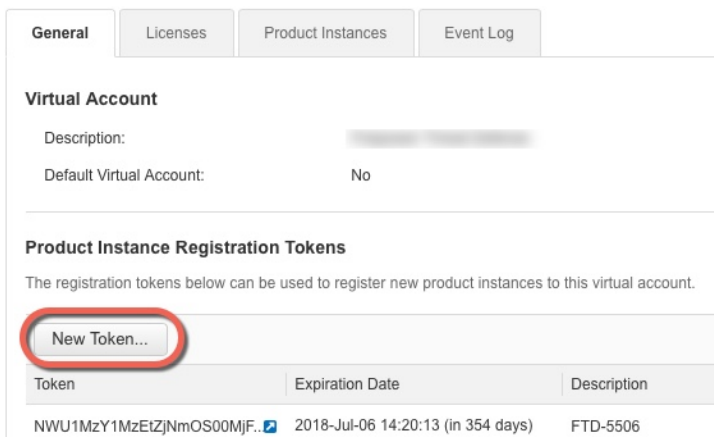 General Licenses Product Instances Event Log
Virtual Account
Description:
Default Virtual Account: No
Product Instance Registration Tokens
The registration tokens below can be used to register new product instances to this virtual account.
New Token...
Token Expiration Date Description
NWU1MzY1MzEtZjNmOS00MjF... 2018-Jul-06 14:20:13 (in 354 days) FTD-5506